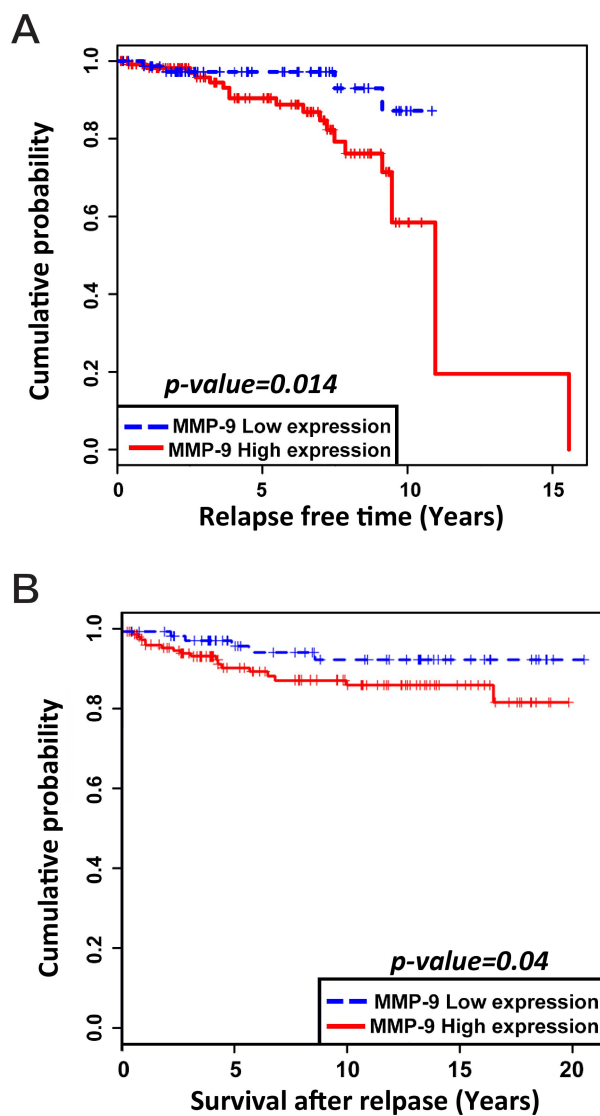 A
Cumulative probability
1.0
0.8
0.6
0.4
0.2
0.0
p-value=0.014
MMP-9 Low expression
MMP-9 High expression
0 5 10 15
Relapse free time (Years)
B
Cumulative probability
1.0
0.8
0.6
0.4
0.2
0.0
p-value=0.04
MMP-9 Low expression
MMP-9 High expression
0 5 10 15 20
Survival after relpase (Years)